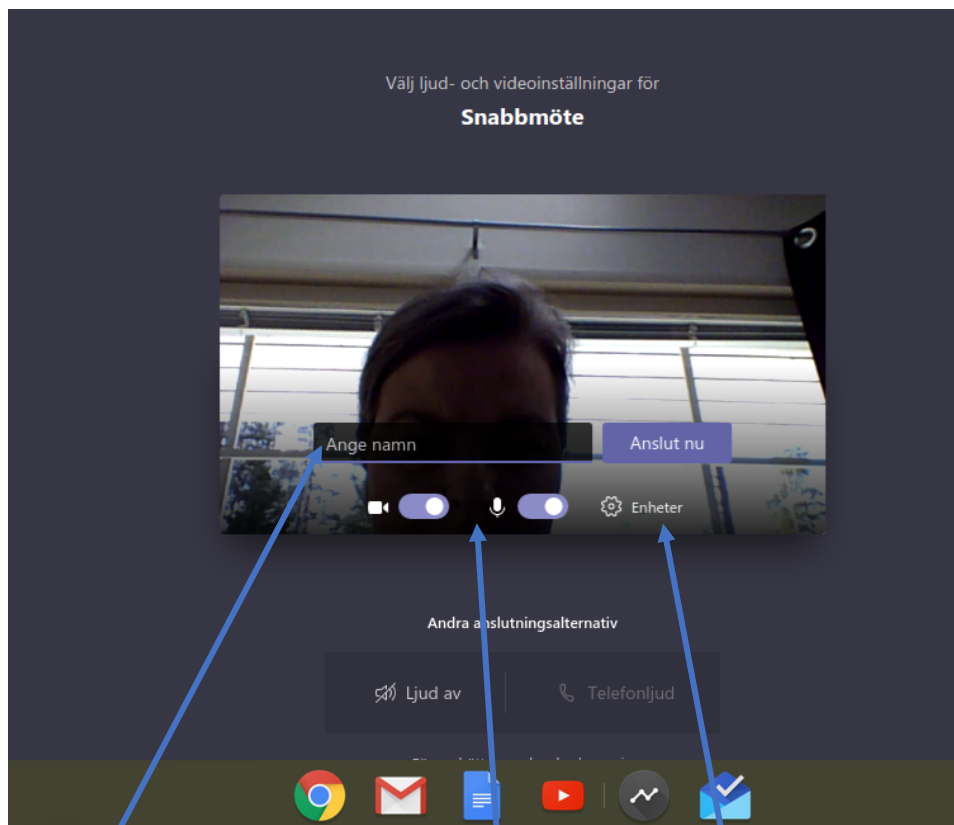 Välj ljud- och videoinställningar för
Snabbmöte
Ange namn
Anslut nu
Enheter
Andra anslutningsalternativ
Ljud av
Telefonljud